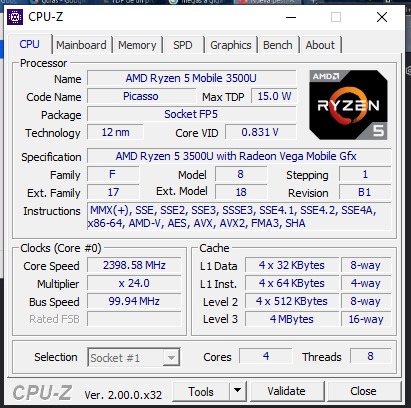 CPU-Z
CPU Mainboard Memory SPD Graphics Bench About
Processor
Name AMD Ryzen 5 Mobile 3500U
Code Name Picasso Max TDP 15.0 W
Package Socket FP5
Technology 12 nm Core VID 0.831 V
AMD
RYZEN
5
Specification AMD Ryzen 5 3500U with Radeon Vega Mobile Gfx
Family F Model 8 Stepping 1
Ext. Family 17 Ext. Model 18 Revision B1
Instructions MMX(+), SSE, SSE2, SSE3, SSSE3, SSE4.1, SSE4.2, SSE4A,
x86-64, AMD-V, AES, AVX, AVX2, FMA3, SHA
Clocks (Core #0)
Core Speed 2398.58 MHz
Multiplier x 24.0
Bus Speed 99.94 MHz
Rated FSB
Cache
L1 Data 4 x 32 KBytes 8-way
L1 Inst. 4 x 64 KBytes 4-way
Level 2 4 x 512 KBytes 8-way
Level 3 4 MBytes 16-way
Selection Socket #1 Cores 4 Threads 8
CPU-Z Ver. 2.00.0.x32 Tools Validate Close